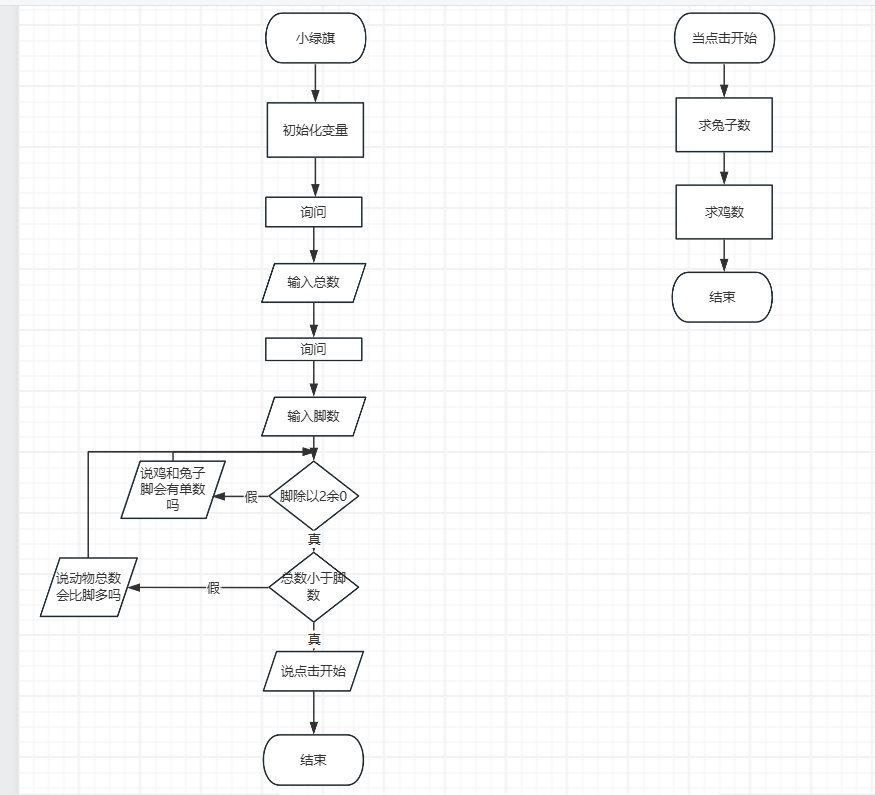 小绿旗
初始化变量
询问
输入总数
询问
输入脚数
脚除以2余0
假
说鸡和兔子
脚会有单数
吗
真
总数小于脚
数
假
说动物总数
会比脚多吗
真
说点击开始
结束
当点击开始
求兔子数
求鸡数
结束